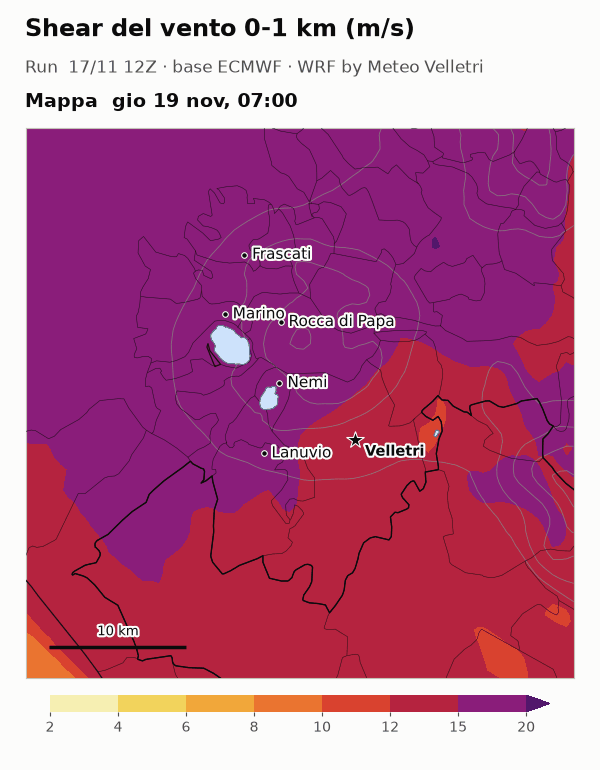 Shear del vento 0-1 km (m/s)
Run  17/11 12Z · base ECMWF · WRF by Meteo Velletri
Mappa  gio 19 nov, 07:00
Frascati
Marino
Rocca di Papa
Nemi
Velletri
Lanuvio
10 km
2 4 6 8 10 12 15 20